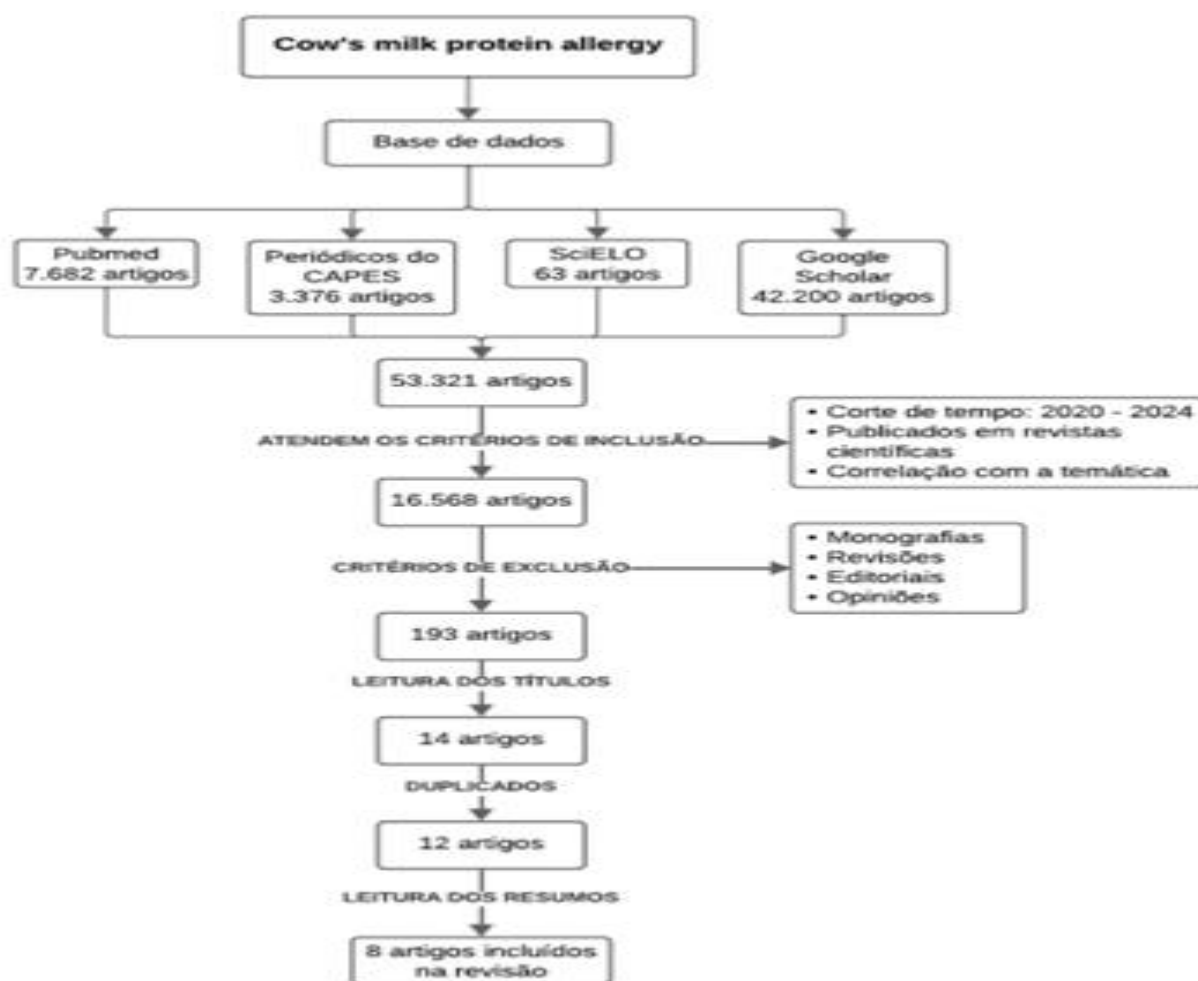 Cow's milk protein allergy
Base de dados
Pubmed
7.682 artigos
Periódicos do
CAPES
3.376 artigos
SciELO
63 artigos
Google
Scholar
42.200 artigos
53.321 artigos
ATENDEM OS CRITÉRIOS DE INCLUSÃO
• Corte de tempo: 2020 - 2024
• Publicados em revistas
científicas
• Correlação com a temática
16.568 artigos
CRITÉRIOS DE EXCLUSÃO
• Monografias
• Revisões
• Editoriais
• Opiniões
193 artigos
LEITURA DOS TÍTULOS
14 artigos
DUPLICADOS
12 artigos
LEITURA DOS RESUMOS
8 artigos incluídos
na revisão